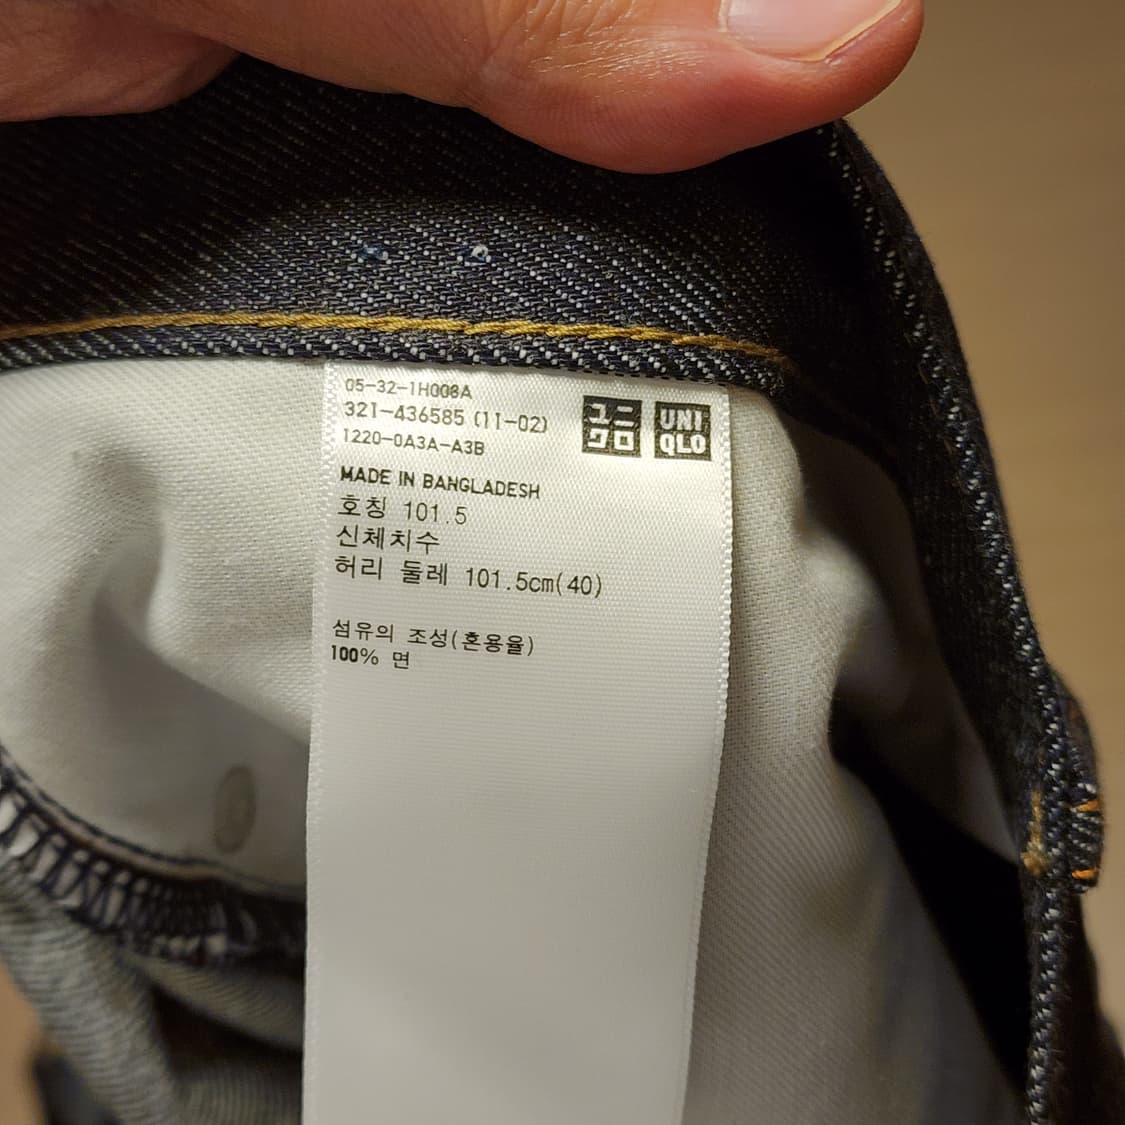 05-32-1H008A
321-436585 (11-02)
1220-0A3A-A3B
ユニ
クロ
UNI
QLO
MADE IN BANGLADESH
호칭 101.5
신체치수
허리 둘레 101.5cm(40)
섬유의 조성(혼용율)
100% 면